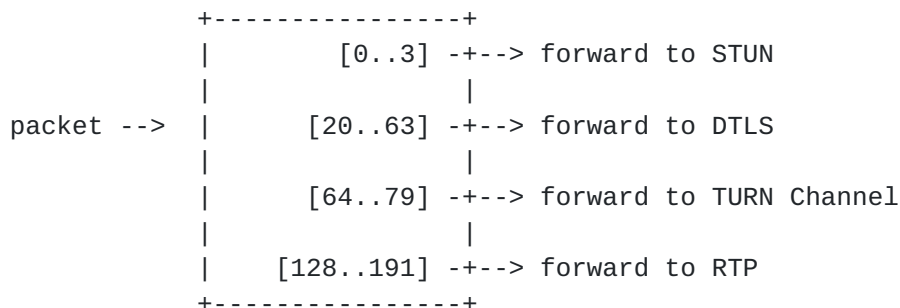 +----------------+
| [0..3] -+--> forward to STUN
| |
packet --> | [20..63] -+--> forward to DTLS
| |
| [64..79] -+--> forward to TURN Channel
| |
| [128..191] -+--> forward to RTP
+----------------+